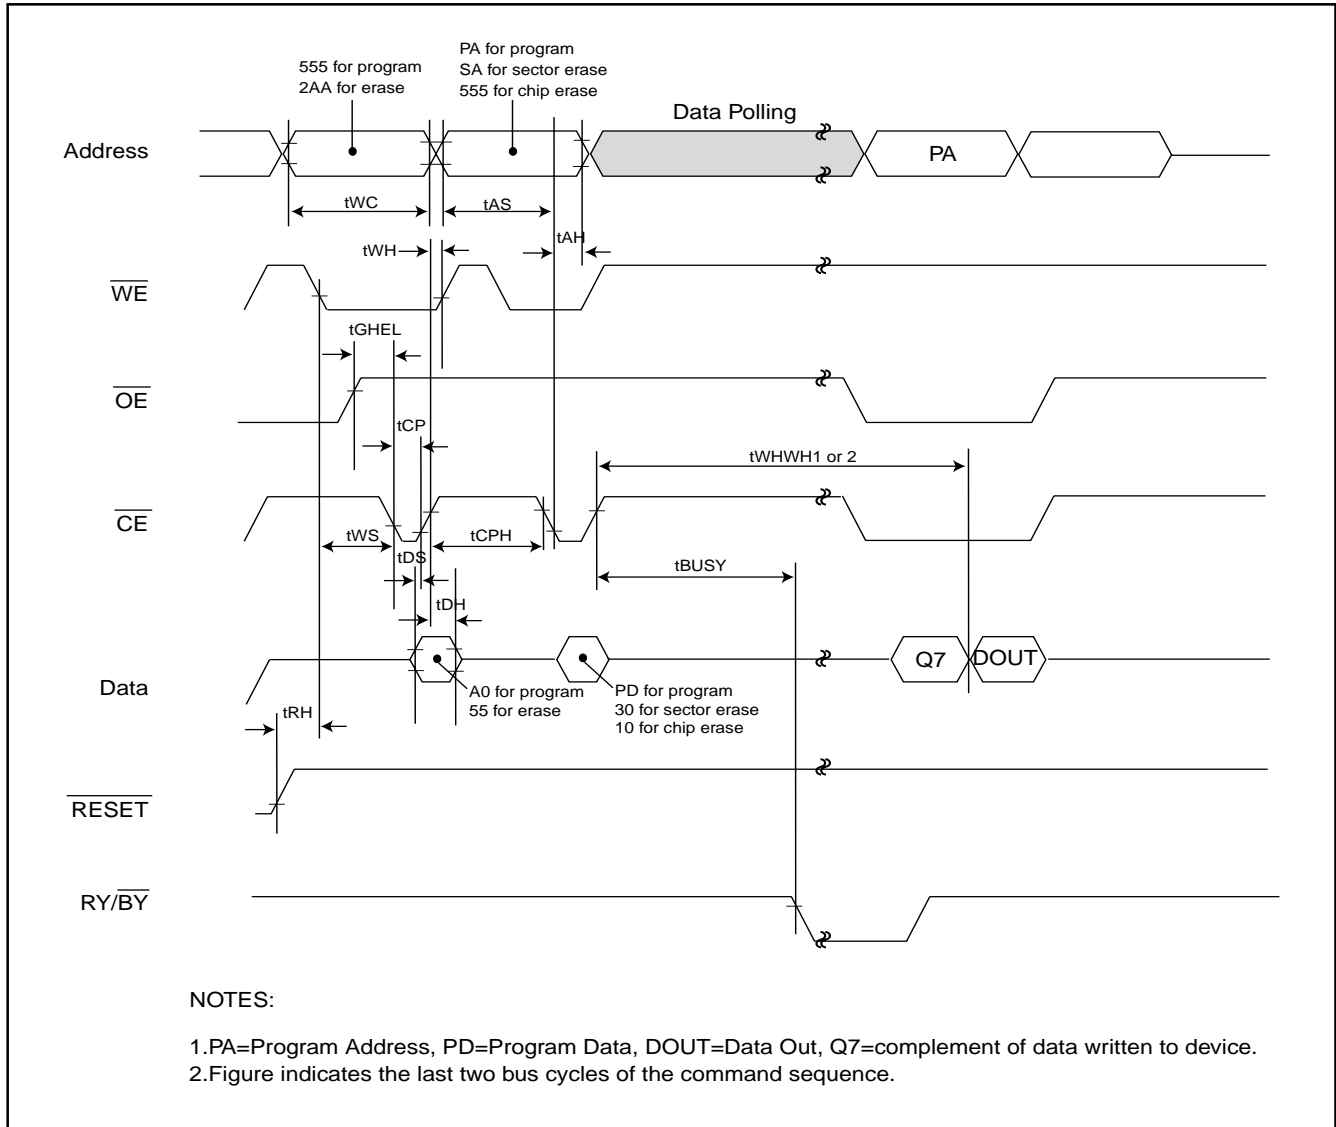 555 for program
2AA for erase
PA for program
SA for sector erase
555 for chip erase
Data Polling
Address
PA
tWC
tAS
tAH
tWH
WE
tGHEL
OE
tCP
tWHWH1 or 2
CE
tWS
tCPH
tDS
tBUSY
tDH
Data
Q7
DOUT
A0 for program
55 for erase
PD for program
30 for sector erase
10 for chip erase
tRH
RESET
RY/BY
NOTES:
1.PA=Program Address, PD=Program Data, DOUT=Data Out, Q7=complement of data written to device.
2.Figure indicates the last two bus cycles of the command sequence.